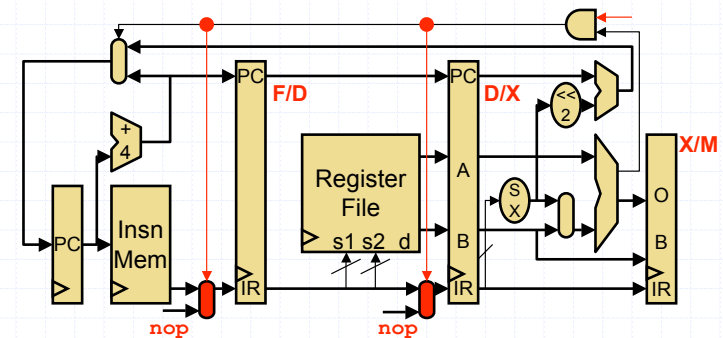 PC
F/D
PC
D/X
<<
2
+
4
X/M
Register
File
A
S
X
O
PC
Insn
Mem
s1 s2 d
B
B
IR
IR
IR
nop
nop